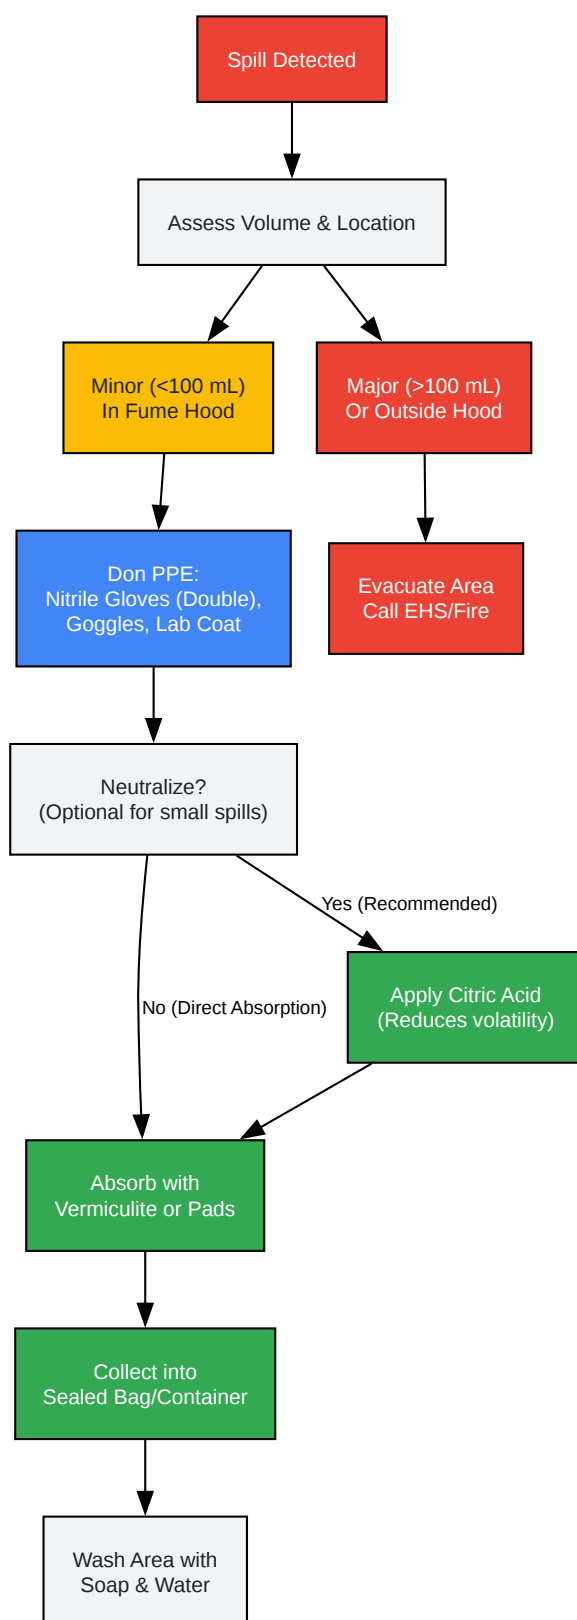 Spill Detected
Assess Volume & Location
Minor (<100 mL)
In Fume Hood
Major (>100 mL)
Or Outside Hood
Don PPE:
Nitrile Gloves (Double),
Goggles, Lab Coat
Evacuate Area
Call EHS/Fire
Neutralize?
(Optional for small spills)
Yes (Recommended)
Apply Citric Acid
(Reduces volatility)
No (Direct Absorption)
Absorb with
Vermiculite or Pads
Collect into
Sealed Bag/Container
Wash Area with
Soap & Water